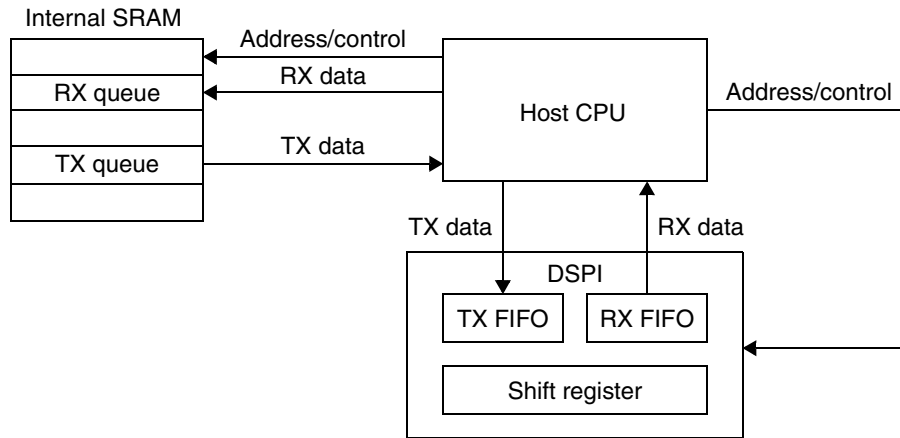 Internal SRAM
Address/control
RX data
RX queue
Host CPU
Address/control
TX data
TX queue
TX data
RX data
DSPI
TX FIFO
RX FIFO
Shift register